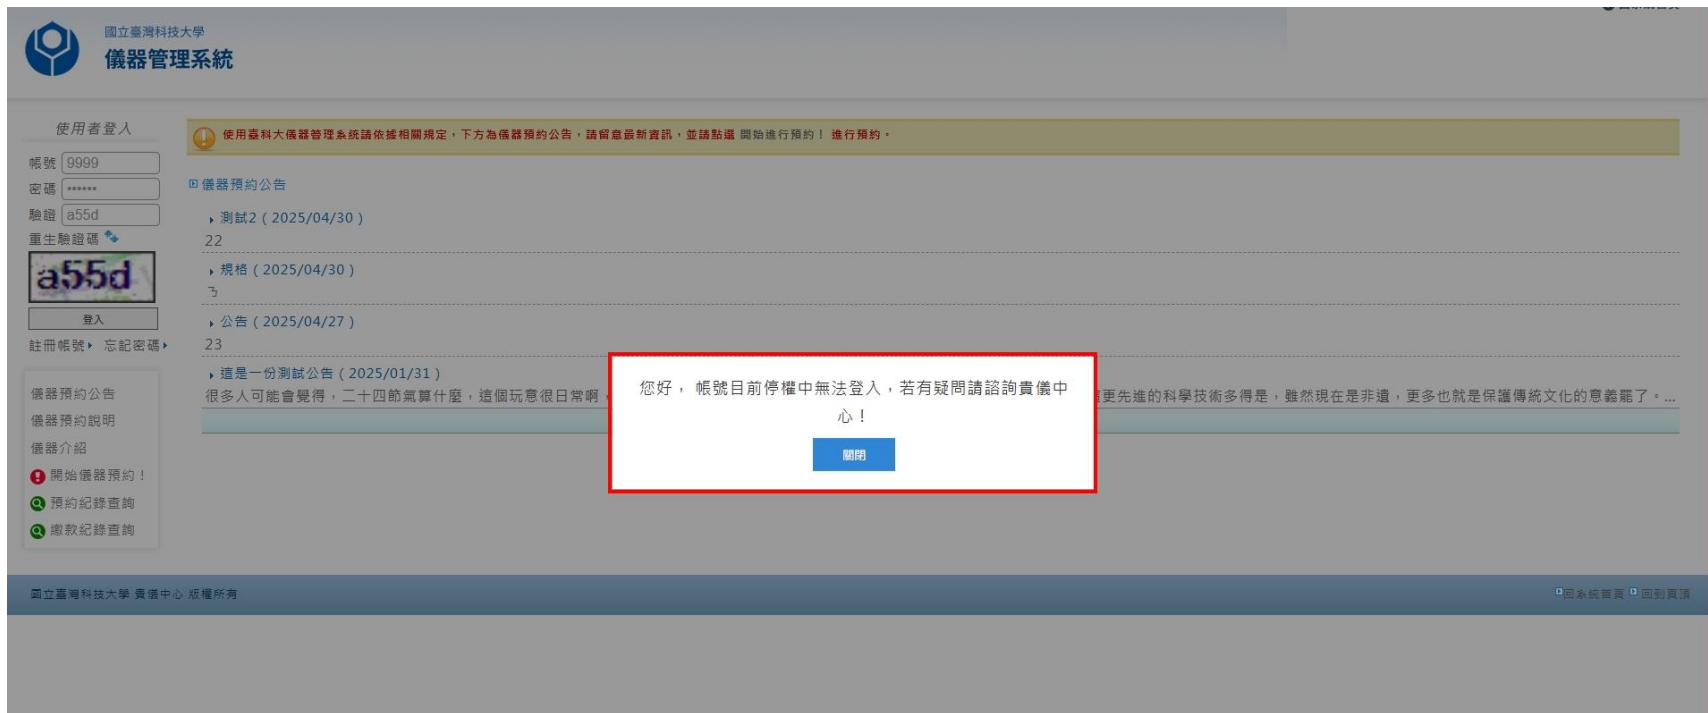 國立臺灣科技大學
儀器管理系統
使用者登入
帳號 9999
密碼 ••••••
驗證 a55d
重生驗證碼
a55d
登入
註冊帳號 忘記密碼
儀器預約公告
儀器預約說明
儀器介紹
開始儀器預約！
預約紀錄查詢
繳款紀錄查詢
使用臺科大儀器管理系統請依據相關規定，下方為儀器預約公告，請留意最新資訊，並請點選 開始進行預約！ 進行預約。
儀器預約公告
測試2 ( 2025/04/30 )
22
規格 ( 2025/04/30 )
ㄋ
公告 ( 2025/04/27 )
23
這是一份測試公告 ( 2025/01/31 )
很多人可能會覺得，二十四節氣算什麼，這個玩意很日常啊，
更先進的科學技術多得是，雖然現在是非遺，更多也就是保護傳統文化的意義罷了。...
您好， 帳號目前停權中無法登入，若有疑問請諮詢貴儀中
心！
關閉
國立臺灣科技大學 貴儀中心 版權所有
回系統首頁 回到頁頂